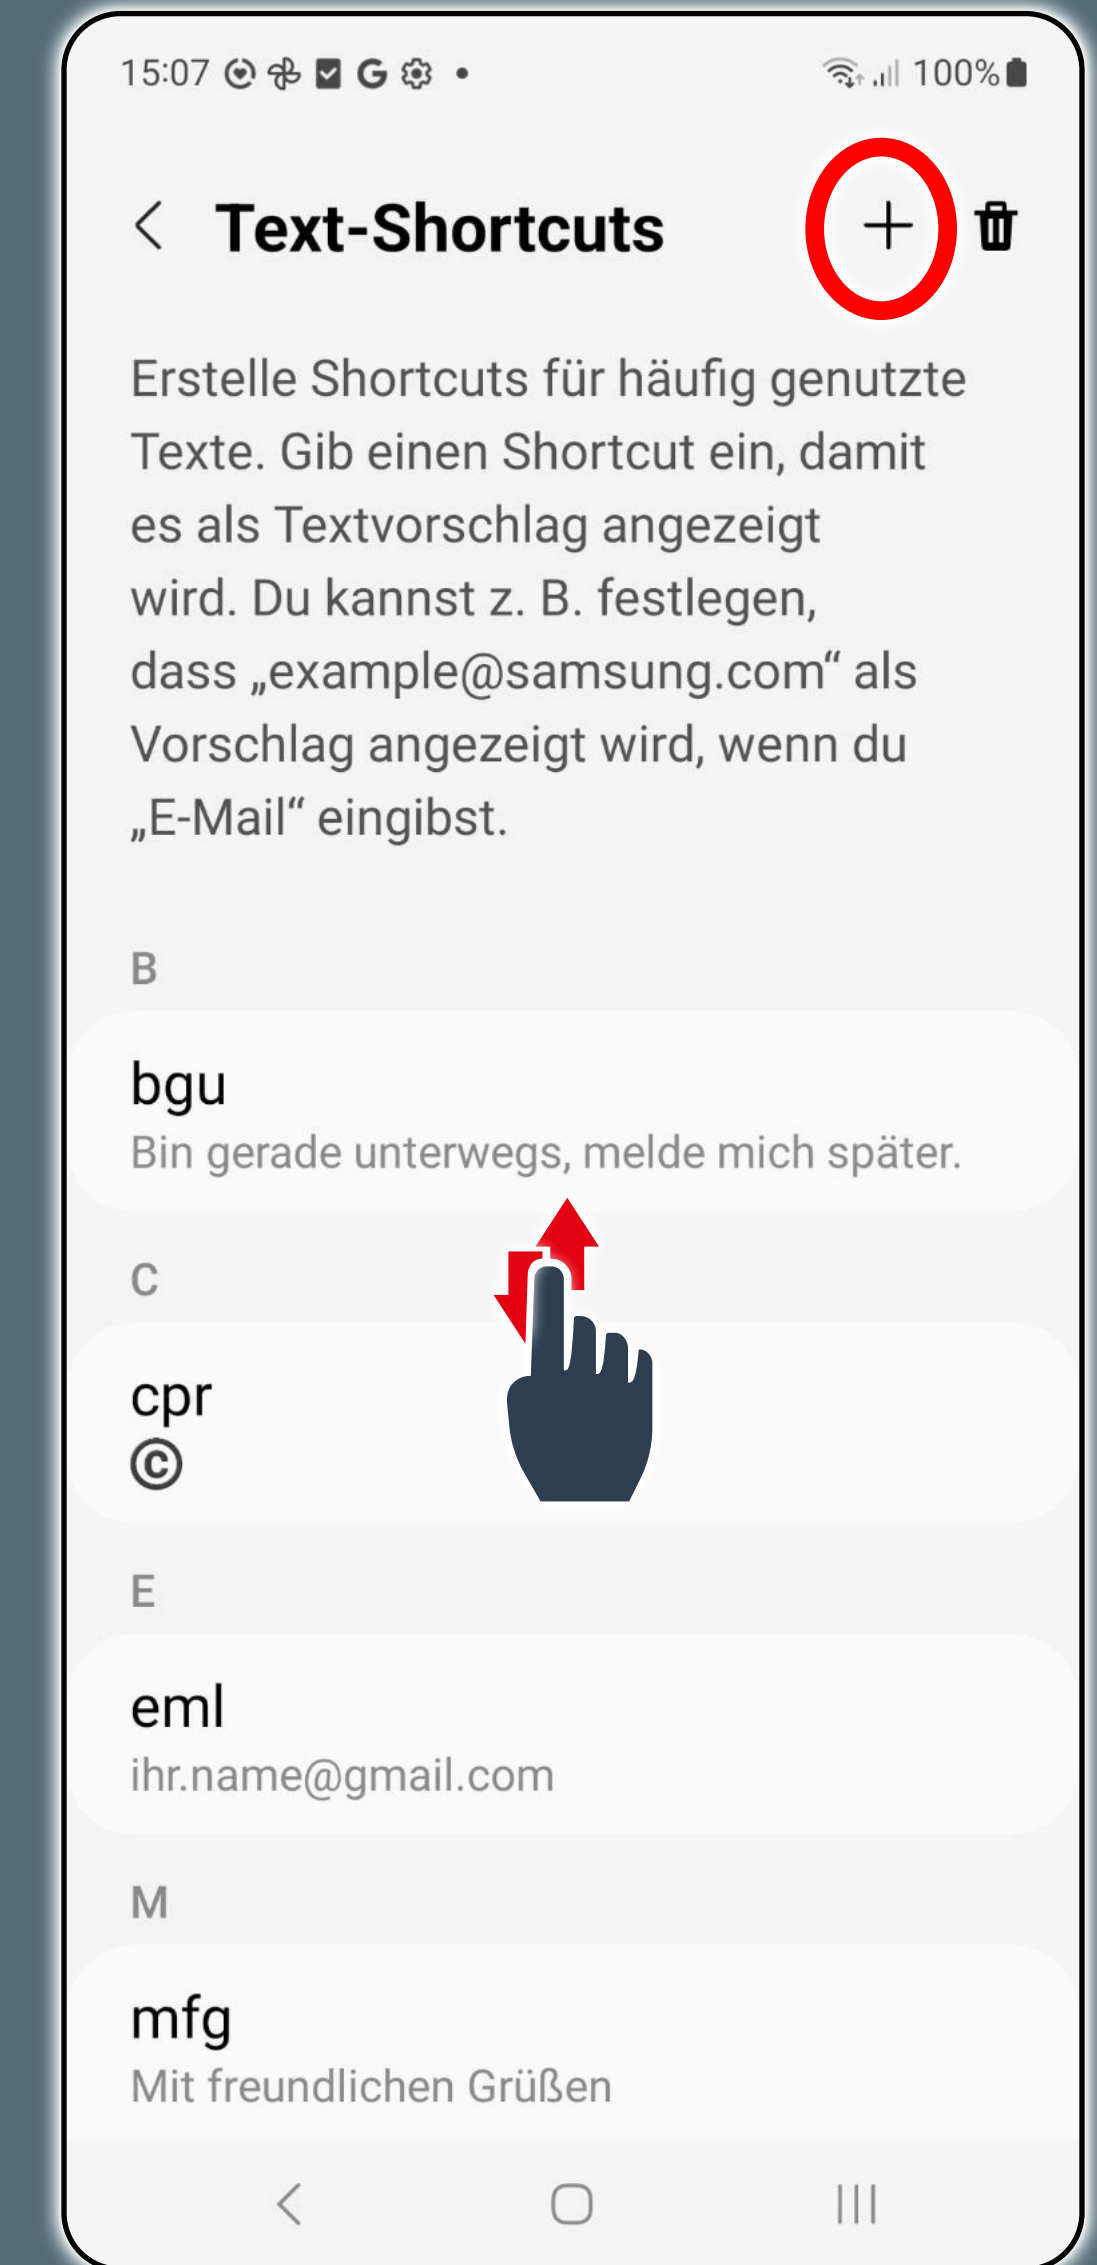 15:07
100%
Text-Shortcuts
Erstelle Shortcuts für häufig genutzte
Texte. Gib einen Shortcut ein, damit
es als Textvorschlag angezeigt
wird. Du kannst z. B. festlegen,
dass „example@samsung.com“ als
Vorschlag angezeigt wird, wenn du
„E-Mail“ eingibst.
B
bgu
Bin gerade unterwegs, melde mich später.
C
cpr
©
E
eml
ihr.name@gmail.com
M
mfg
Mit freundlichen Grüßen